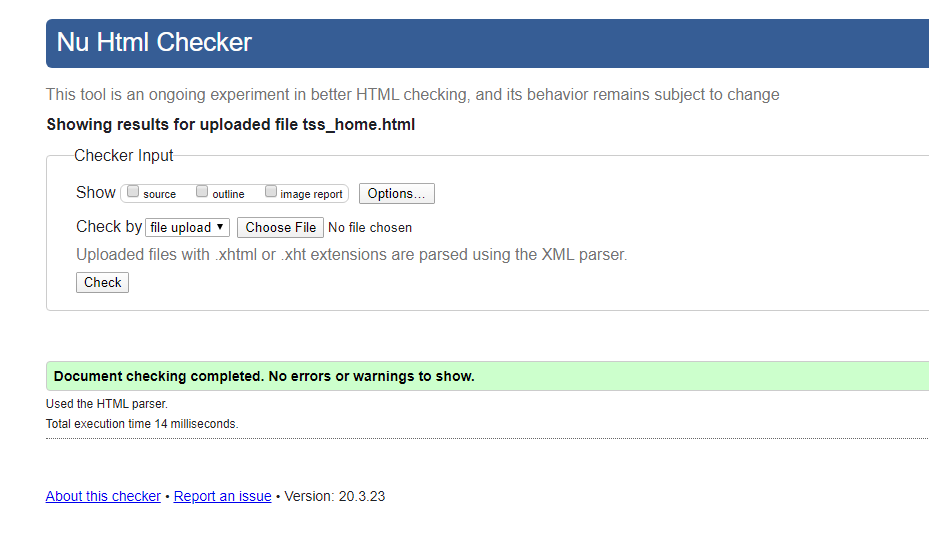 Nu Html Checker
This tool is an ongoing experiment in better HTML checking, and its behavior remains subject to change
Showing results for uploaded file tss_home.html
Checker Input
Show source outline image report Options...
Check by file upload Choose File No file chosen
Uploaded files with .xhtml or .xht extensions are parsed using the XML parser.
Check
Document checking completed. No errors or warnings to show.
Used the HTML parser.
Total execution time 14 milliseconds.
About this checker • Report an issue • Version: 20.3.23